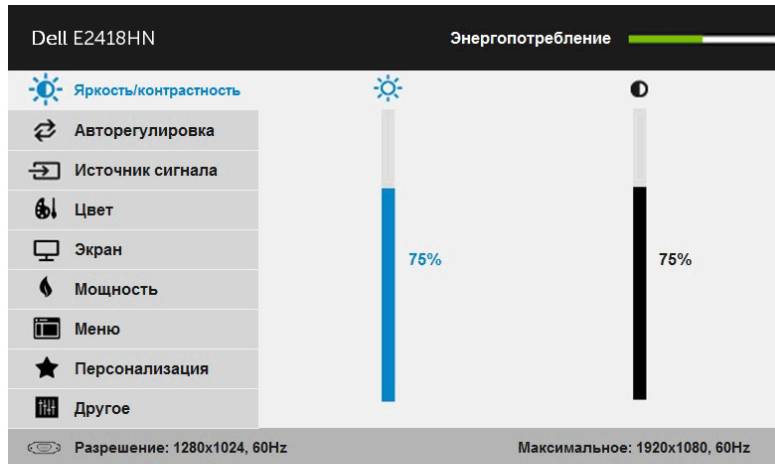 Dell E2418HN
Энергопотребление
Яркость/контрастность
Авторегулировка
Источник сигнала
Цвет
Экран
75%
75%
Мощность
Меню
Персонализация
Другое
Разрешение: 1280x1024, 60Hz
Максимальное: 1920x1080, 60Hz